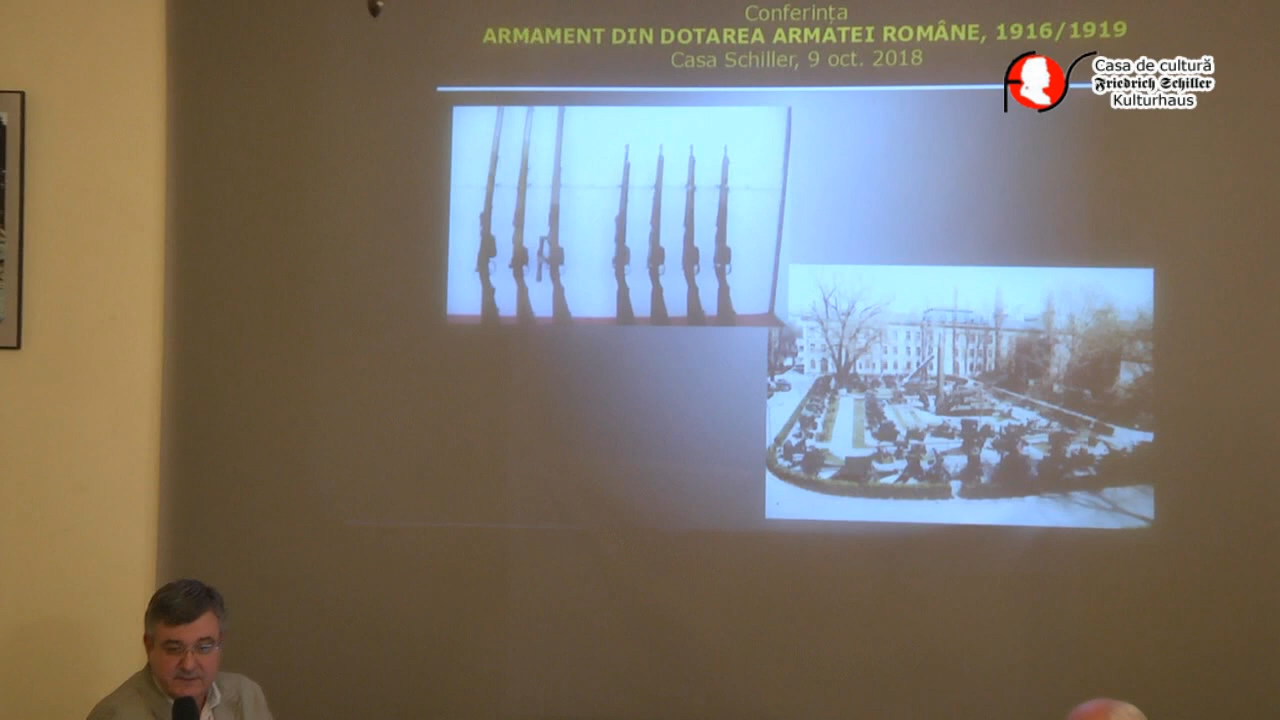 Conferința
ARMAMENT DIN DOTAREA ARMATEI ROMÂNE, 1916/1919
Casa Schiller, 9 oct. 2018
Casa de cultură
Friedrich Schiller
Kulturhaus